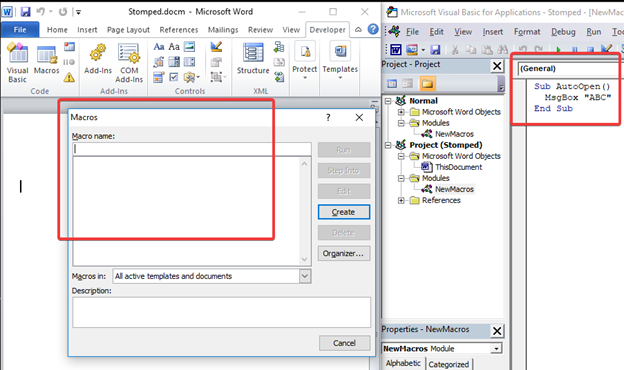 Stomped.docm - Microsoft Word
File Home Insert Page Layout References Mailings Review View Developer
Visual Basic
Macros
Add-Ins
COM Add-Ins
Structure
Protect
Templates
Code
Add-Ins
Controls
XML
Macros
?
Macro name:
Run
Step Into
Edit
Create
Delete
Organizer...
Macros in: All active templates and documents
Description:
Cancel
Microsoft Visual Basic for Applications - Stomped - [NewMacros
File Edit View Insert Format Debug Run
Project - Project
Normal
Microsoft Word Objects
Modules
NewMacros
Project (Stomped)
Microsoft Word Objects
ThisDocument
Modules
NewMacros
References
Properties - NewMacros
NewMacros Module
Alphabetic Categorized
(General)
Sub AutoOpen()
MsgBox "ABC"
End Sub